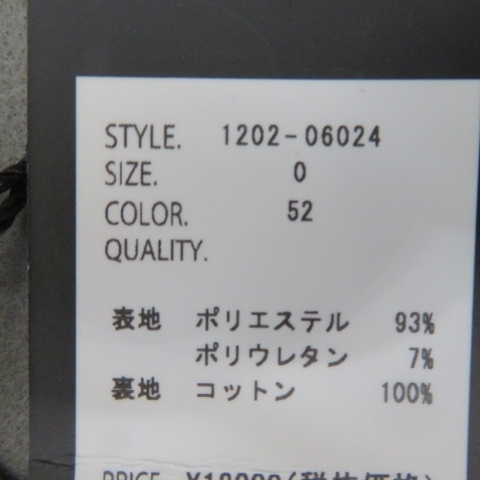 STYLE. 1202-06024
SIZE. 0
COLOR. 52
QUALITY.
表地 ポリエステル 93%
ポリウレタン 7%
裏地 コットン 100%
PRICE